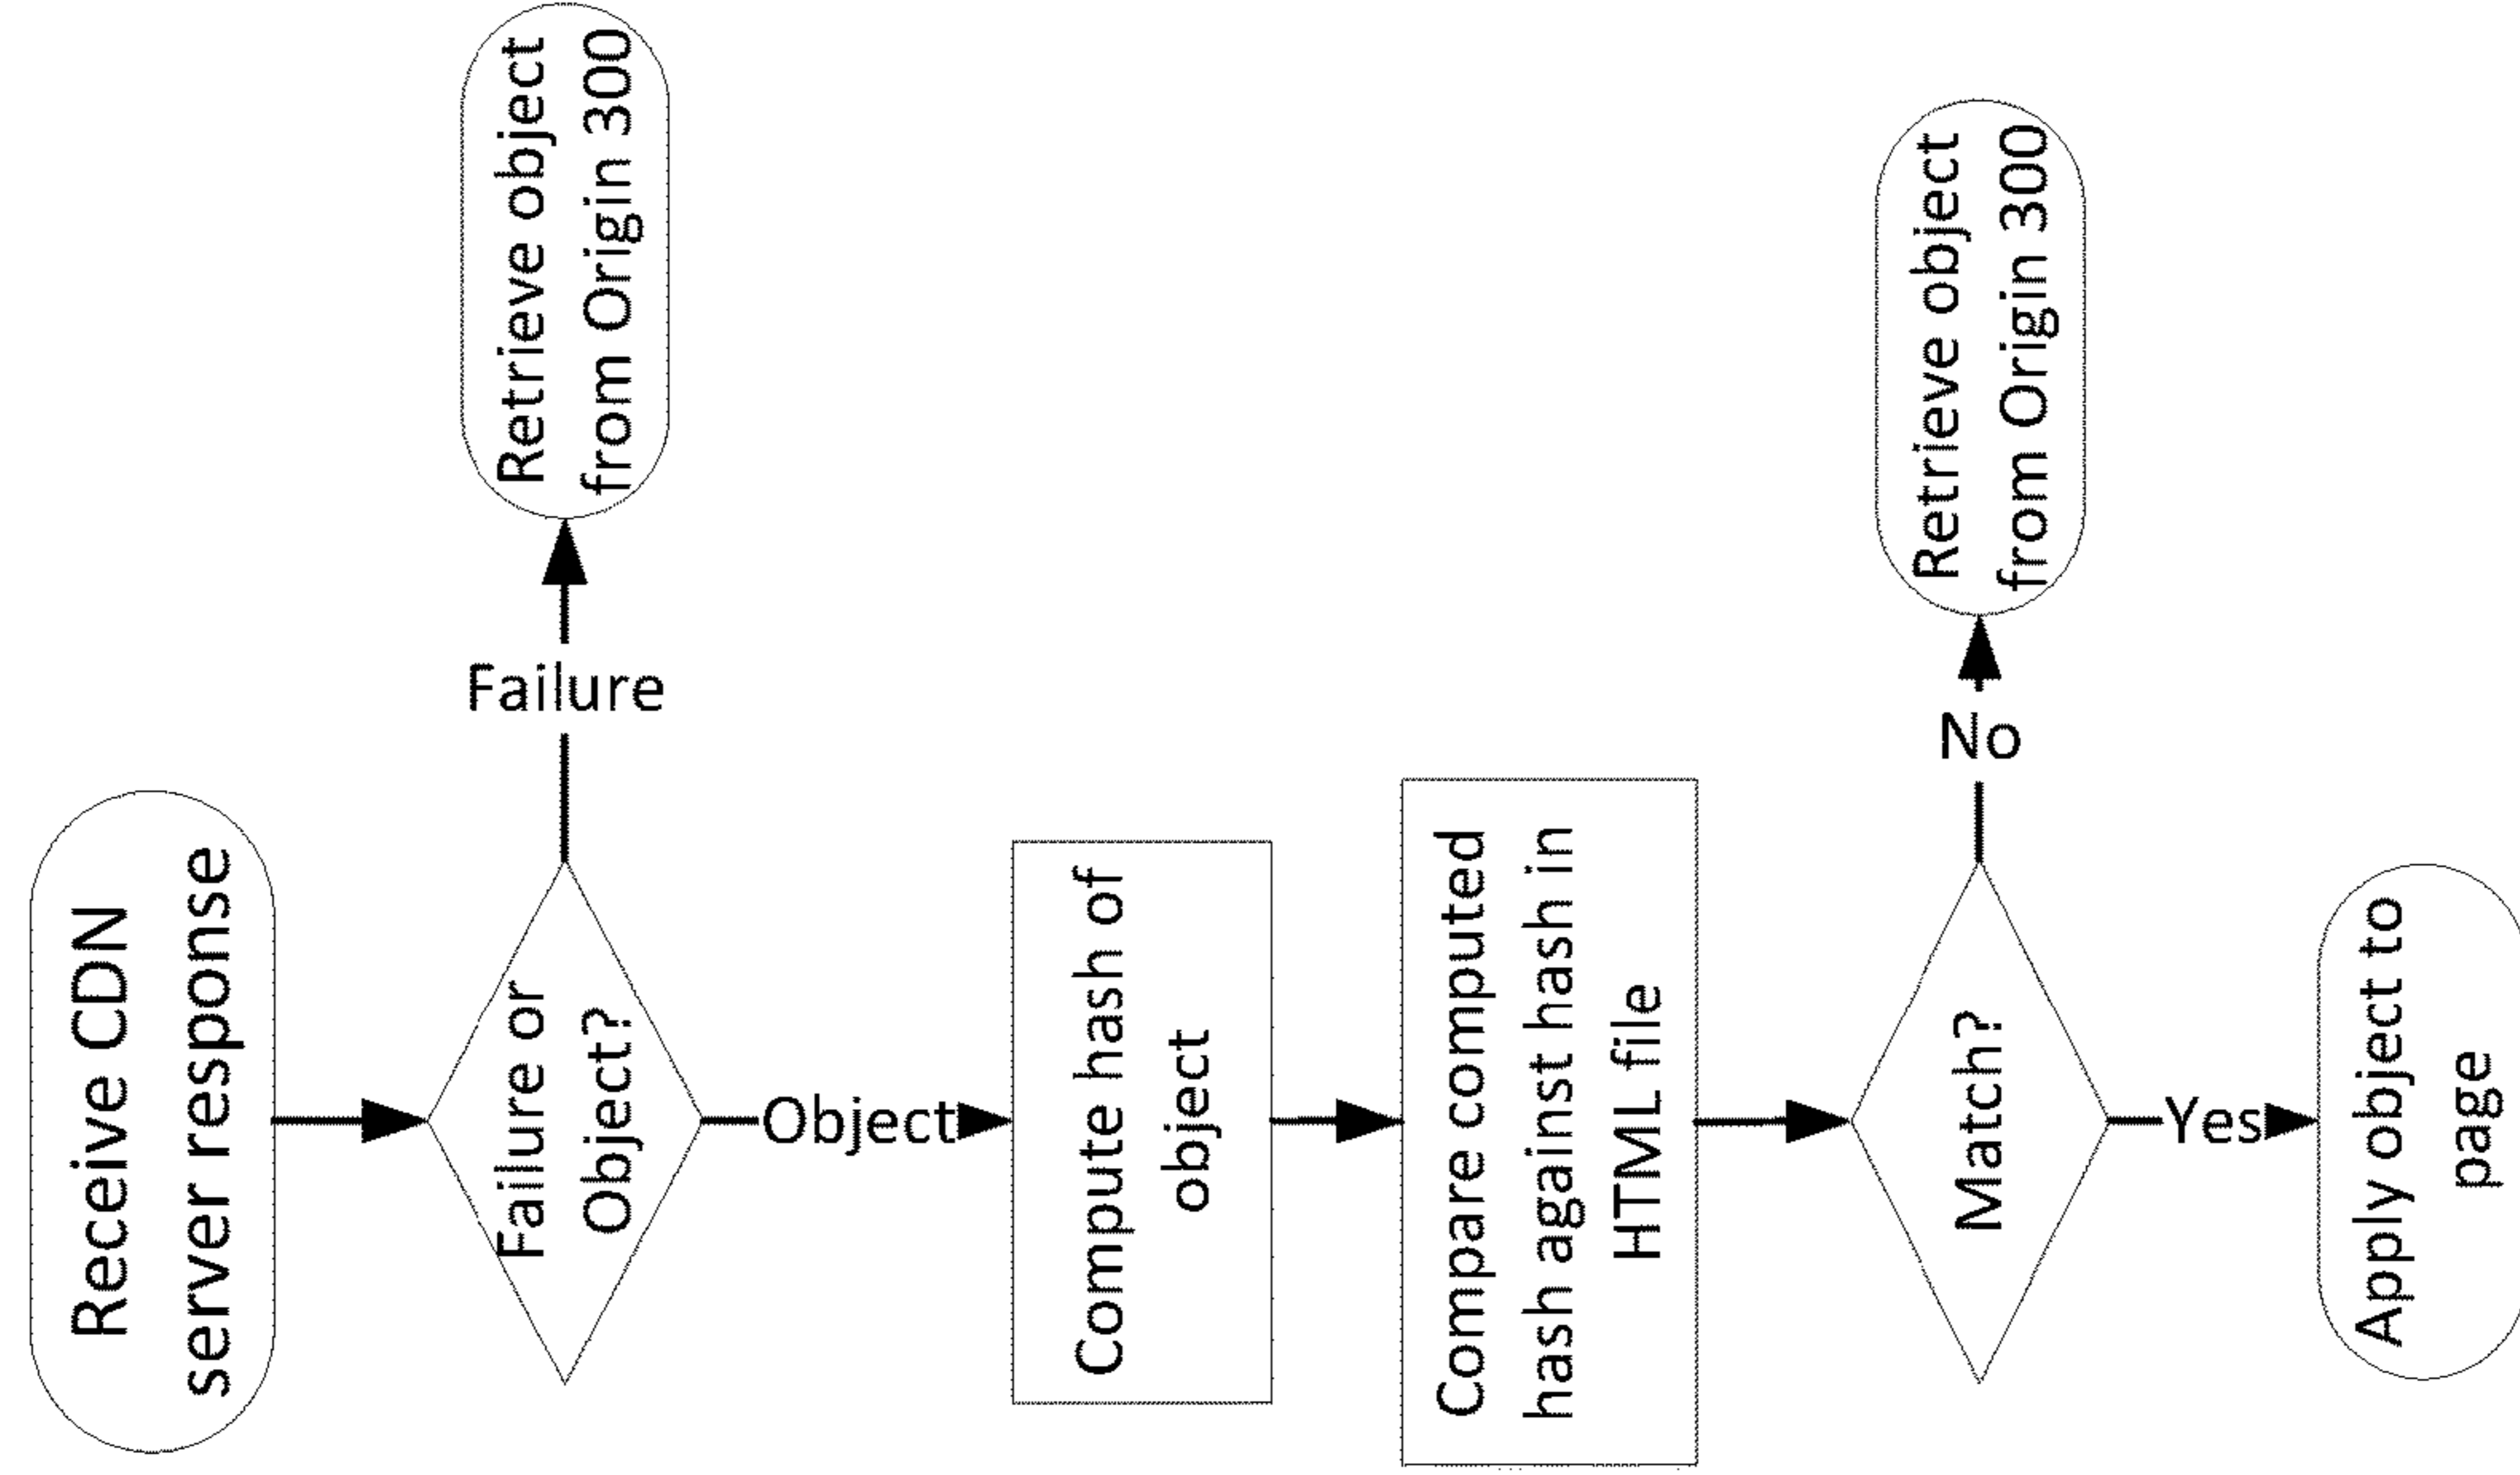 Receive CDN
server response
Failure or
Object?
Failure
Retrieve object
from Origin 300
Object
Compute hash of
object
Compare computed
hash against hash in
HTML file
Match?
No
Retrieve object
from Origin 300
Yes
Apply object to
page